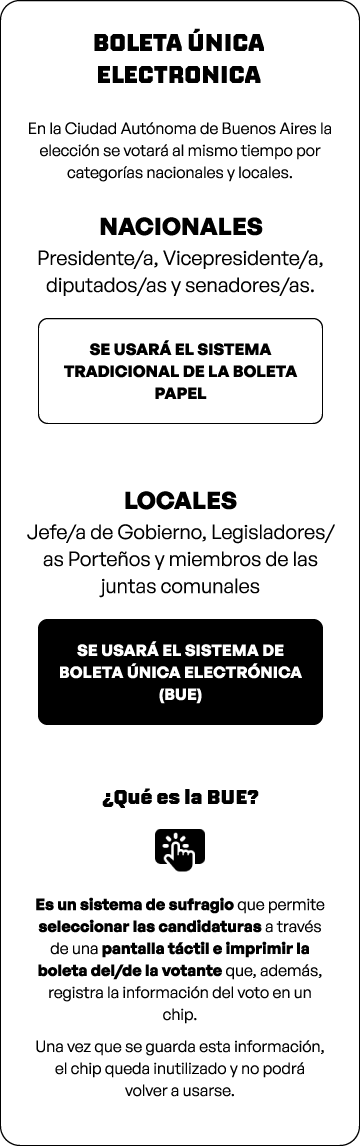 BOLETA ÚNICA
ELECTRONICA
En la Ciudad Autónoma de Buenos Aires la
elección se votará al mismo tiempo por
categorías nacionales y locales.
NACIONALES
Presidente/a, Vicepresidente/a,
diputados/as y senadores/as.
SE USARÁ EL SISTEMA
TRADICIONAL DE LA BOLETA
PAPEL
LOCALES
Jefe/a de Gobierno, Legisladores/
as Porteños y miembros de las
juntas comunales
SE USARÁ EL SISTEMA DE
BOLETA ÚNICA ELECTRÓNICA
(BUE)
¿Qué es la BUE?
Es un sistema de sufragio que permite
seleccionar las candidaturas a través
de una pantalla táctil e imprimir la
boleta del/de la votante que, además,
registra la información del voto en un
chip.
Una vez que se guarda esta información,
el chip queda inutilizado y no podrá
volver a usarse.